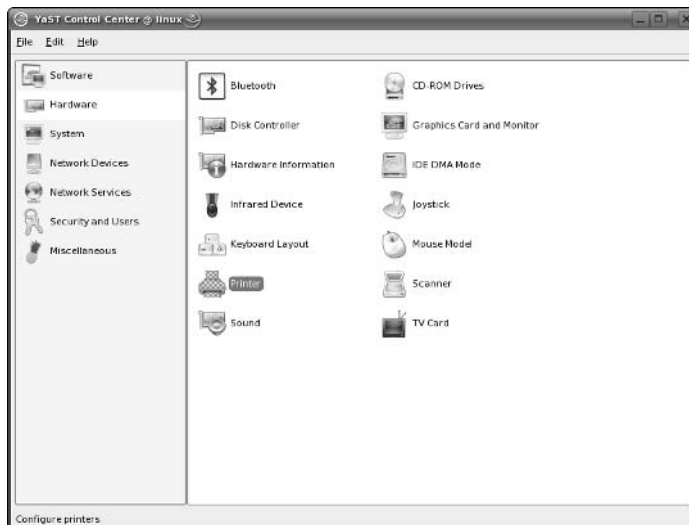 YaST Control Center @ linux
File Edit Help
Software
Hardware
System
Network Devices
Network Services
Security and Users
Miscellaneous
Bluetooth
CD-ROM Drives
Disk Controller
Graphics Card and Monitor
Hardware Information
IDE DMA Mode
Infrared Device
Joystick
Keyboard Layout
Mouse Model
Printer
Scanner
Sound
TV Card
Configure printers